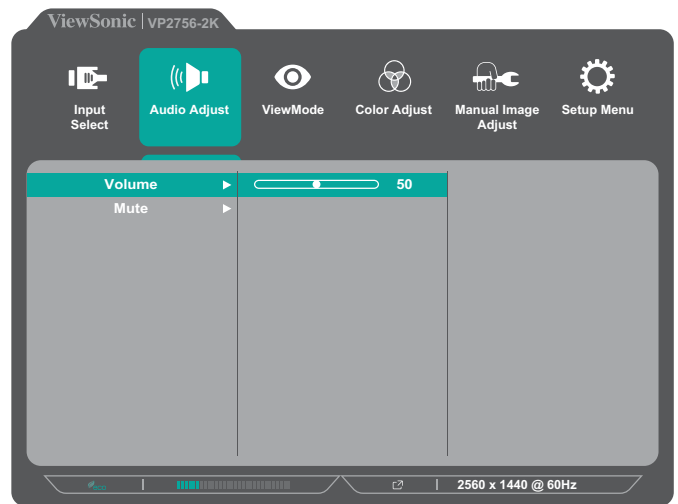 ViewSonic VP2756-2K
Input Select
Audio Adjust
ViewMode
Color Adjust
Manual Image Adjust
Setup Menu
Volume 50
Mute
2560 x 1440 @ 60Hz